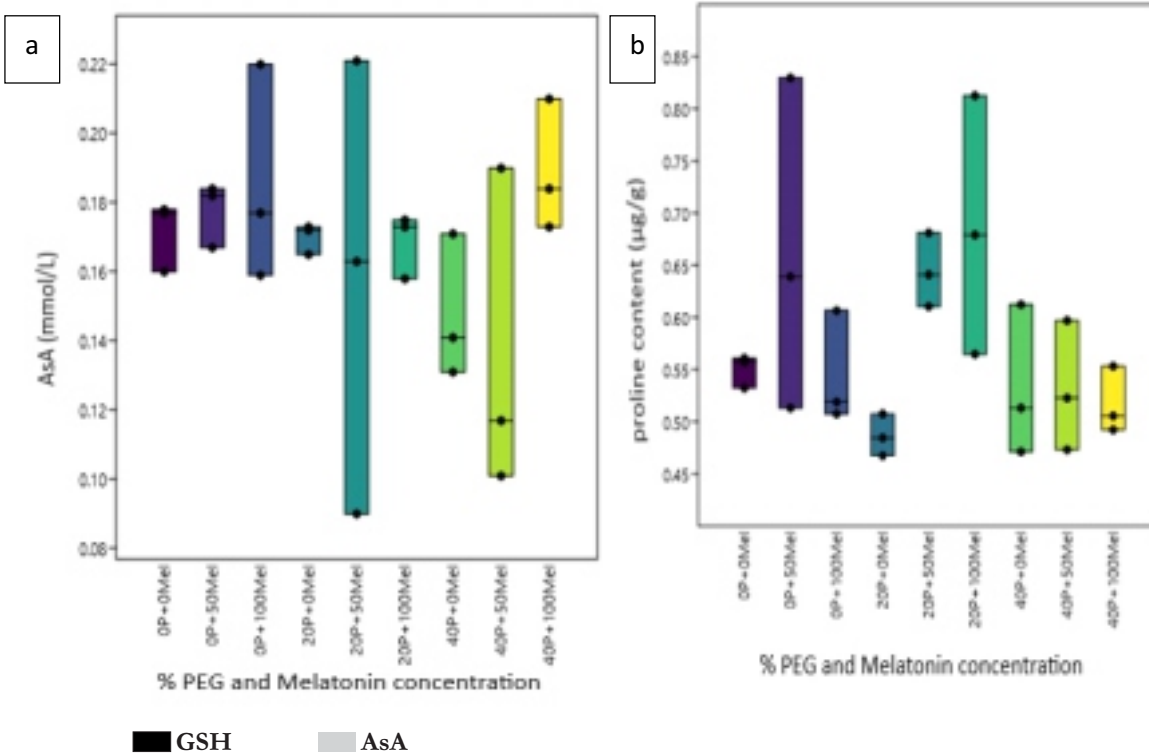 a
b
AsA (mmol/L)
0.22
0.20
0.18
0.16
0.14
0.12
0.10
0.08
0P+0Mel
0P+50Mel
0P+100Mel
20P+0Mel
20P+50Mel
20P+100Mel
40P+0Mel
40P+50Mel
40P+100Mel
% PEG and Melatonin concentration
proline content (µg/g)
0.85
0.80
0.75
0.70
0.65
0.60
0.55
0.50
0.45
0P+0Mel
0P+50Mel
0P+100Mel
20P+0Mel
20P+50Mel
20P+100Mel
40P+0Mel
40P+50Mel
40P+100Mel
% PEG and Melatonin concentration
GSH
AsA